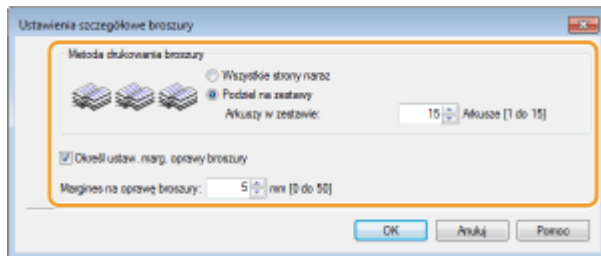 Ustawienia szczegółowe broszury
Metoda drukowania broszury
Wszystkie strony naraz
Podziel na zestawy
Arkuszy w zestawie: 15 Arkusze [1 do 15]
Określ ustaw. marg. oprawy broszury
Margines na oprawę broszury: 5 mm [0 do 50]
OK Anuluj Pomoc